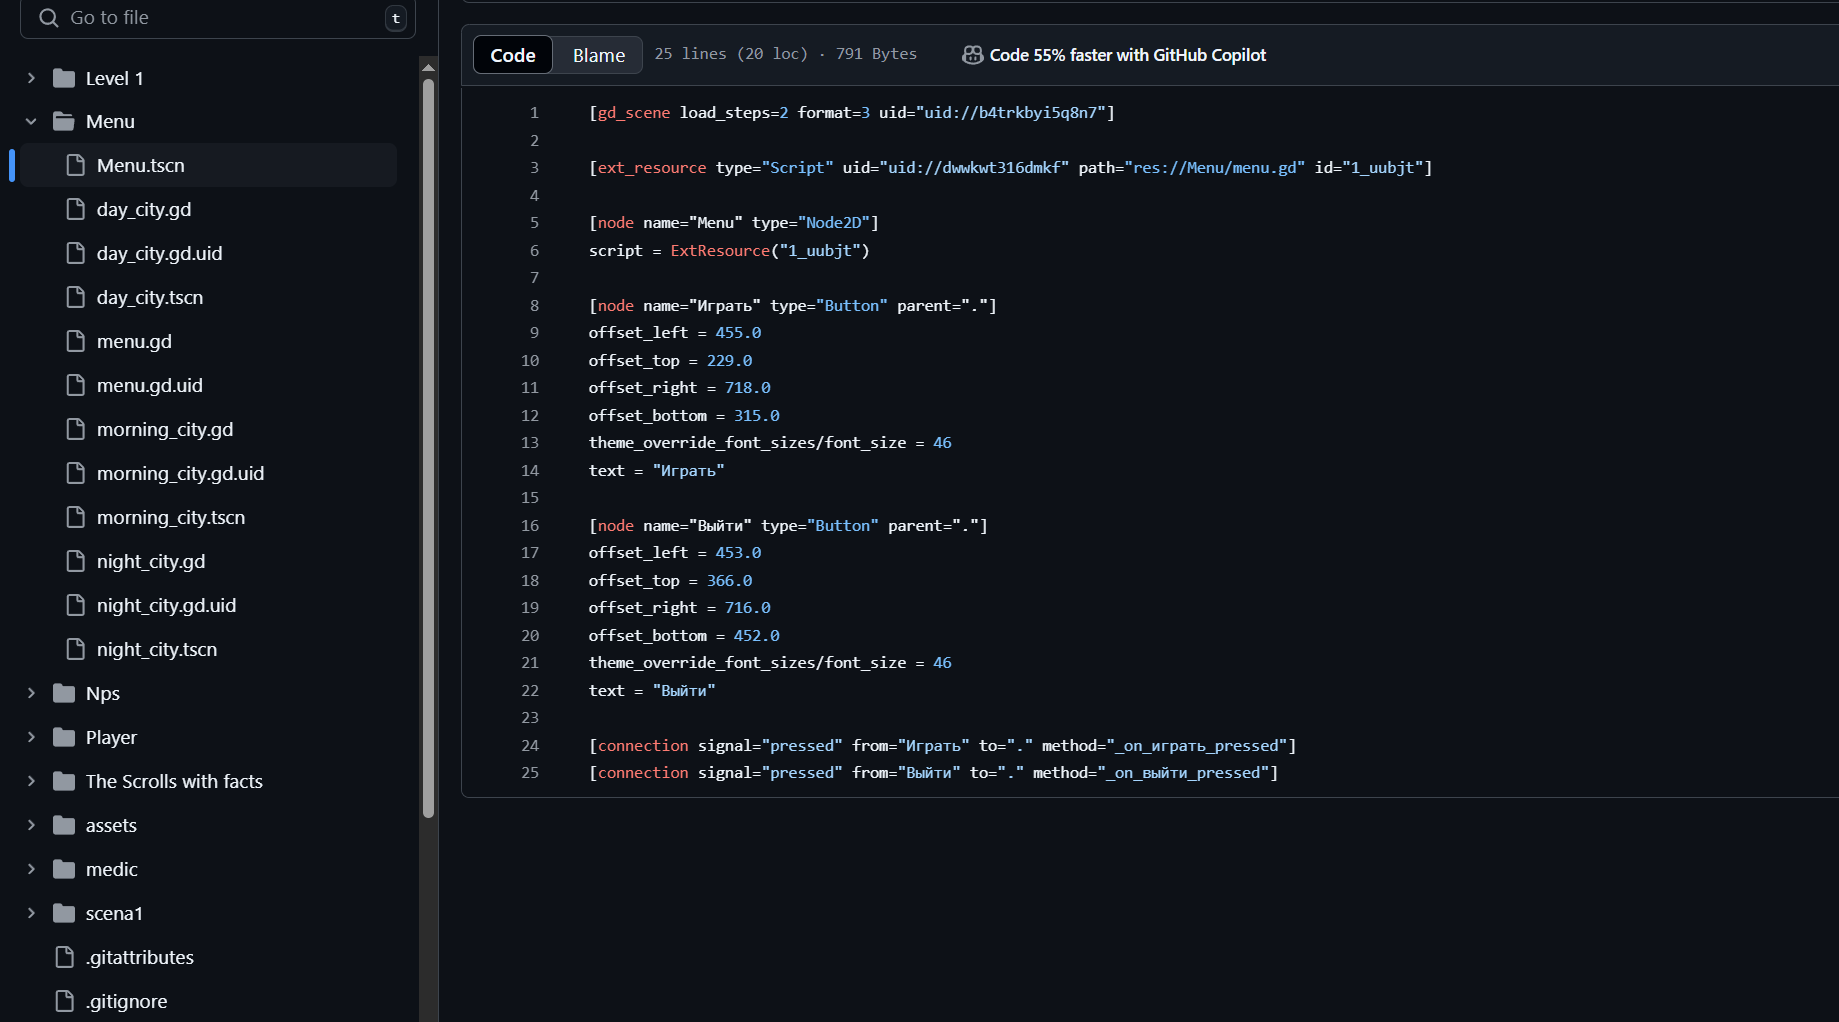 Go to file
t
Level 1
Menu
Menu.tscn
day_city.gd
day_city.gd.uid
day_city.tscn
menu.gd
menu.gd.uid
morning_city.gd
morning_city.gd.uid
morning_city.tscn
night_city.gd
night_city.gd.uid
night_city.tscn
Nps
Player
The Scrolls with facts
assets
medic
scena1
.gitattributes
.gitignore
Code Blame 25 lines (20 loc) · 791 Bytes Code 55% faster with GitHub Copilot
1 [gd_scene load_steps=2 format=3 uid="uid://b4trkbyi5q8n7"]
2
3 [ext_resource type="Script" uid="uid://dwwkwt316dmkf" path="res://Menu/menu.gd" id="1_uubjt"]
4
5 [node name="Menu" type="Node2D"]
6 script = ExtResource("1_uubjt")
7
8 [node name="Играть" type="Button" parent="."]
9 offset_left = 455.0
10 offset_top = 229.0
11 offset_right = 718.0
12 offset_bottom = 315.0
13 theme_override_font_sizes/font_size = 46
14 text = "Играть"
15
16 [node name="Выйти" type="Button" parent="."]
17 offset_left = 453.0
18 offset_top = 366.0
19 offset_right = 716.0
20 offset_bottom = 452.0
21 theme_override_font_sizes/font_size = 46
22 text = "Выйти"
23
24 [connection signal="pressed" from="Играть" to="." method="_on_играть_pressed"]
25 [connection signal="pressed" from="Выйти" to="." method="_on_выйти_pressed"]